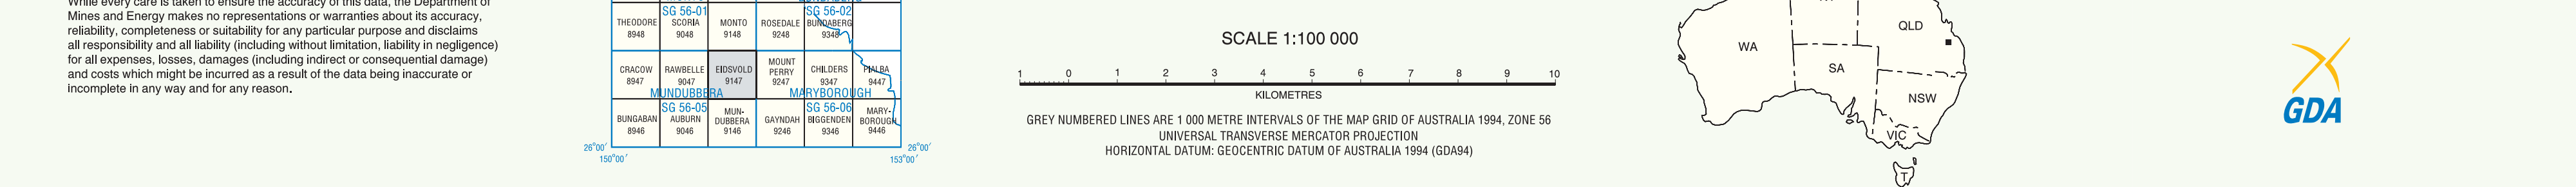 While every care is taken to ensure the accuracy of this data, the Department of
Mines and Energy makes no representations or warranties about its accuracy,
reliability, completeness or suitability for any particular purpose and disclaims
all responsibility and all liability (including without limitation, liability in negligence)
for all expenses, losses, damages (including indirect or consequential damage)
and costs which might be incurred as a result of the data being inaccurate or
incomplete in any way and for any reason.
SG 56-01 SG 56-02
THEODORE SCORIA MONTO ROSEDALE BUNDABERG
8948 9048 9148 9248 9348
CRACOW RAWBELLE EIDSVOLD MOUNT PERRY CHILDERS PIALBA
8947 9047 9147 9247 9347 9447
MUNDUBBERA MARYBOROUGH
SG 56-05 SG 56-06
BUNGABAN AUBURN MUN-DUBBERA GAYNDAH BIGGENDEN MARY-BOROUGH
8946 9046 9146 9246 9346 9446
26°00′ 26°00′
150°00′ 153°00′
SCALE 1:100 000
1 0 1 2 3 4 5 6 7 8 9 10
KILOMETRES
GREY NUMBERED LINES ARE 1 000 METRE INTERVALS OF THE MAP GRID OF AUSTRALIA 1994, ZONE 56
UNIVERSAL TRANSVERSE MERCATOR PROJECTION
HORIZONTAL DATUM: GEOCENTRIC DATUM OF AUSTRALIA 1994 (GDA94)
QLD
WA
SA
NSW
VIC
T
GDA